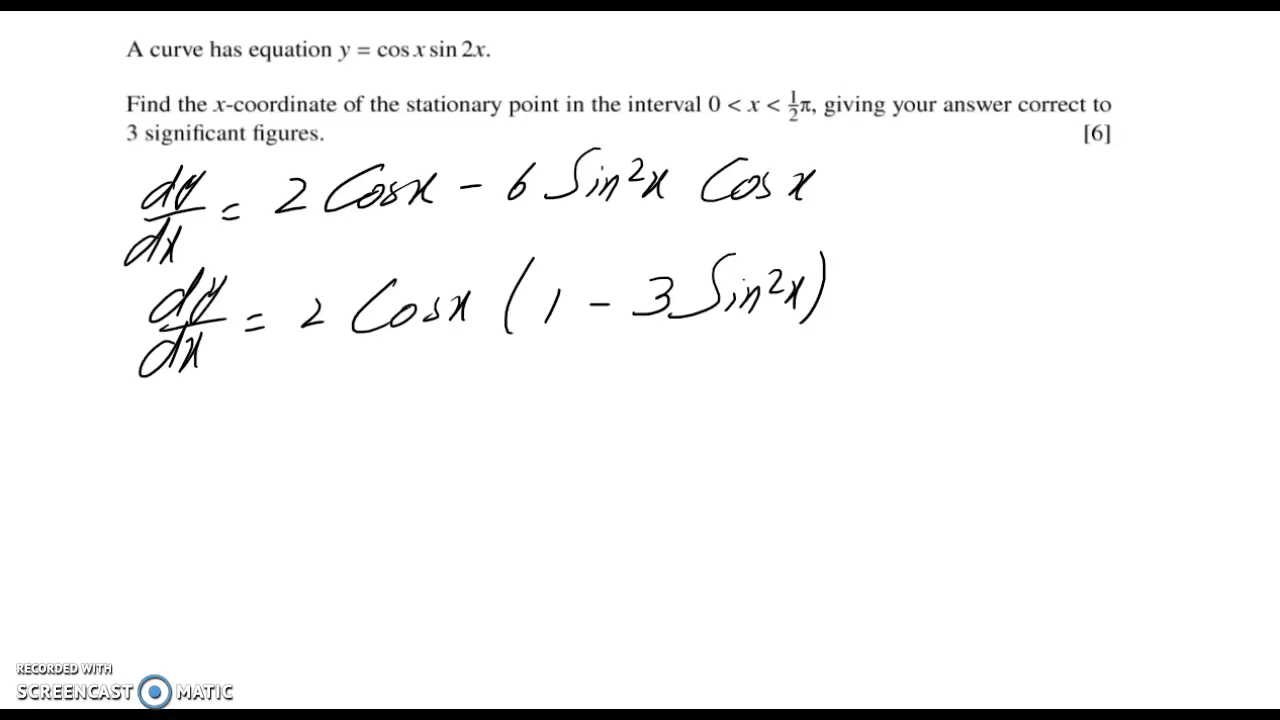 A curve has equation y = cos x sin 2x.
Find the x-coordinate of the stationary point in the interval 0 < x < ½π, giving your answer correct to
3 significant figures. [6]
dy/dx = 2 Cosx - 6 Sin²x Cos x
dy/dx = 2 Cosx (1 - 3 Sin²x)
RECORDED WITH
SCREENCAST MATIC